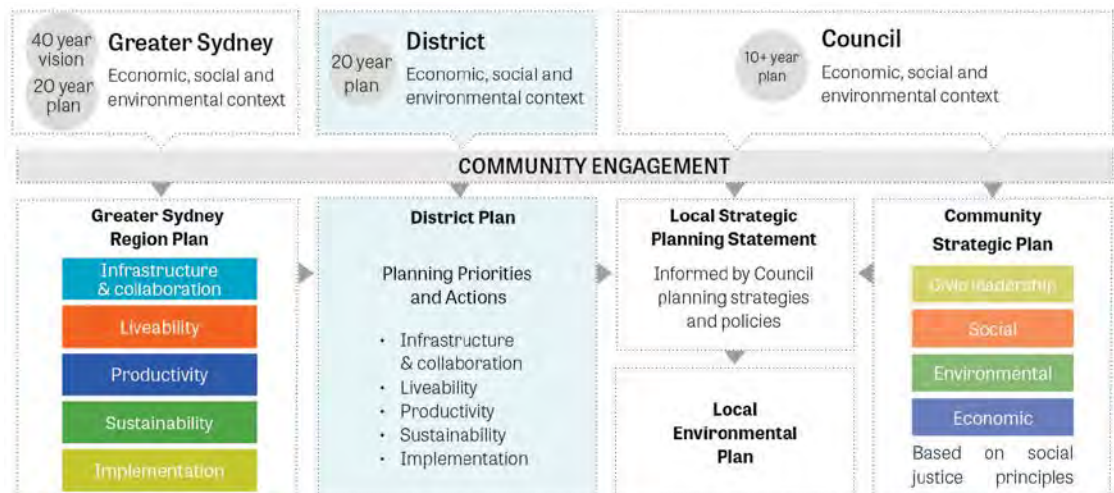 40 year
vision
20 year
plan
Greater Sydney
Economic, social and
environmental context
20 year
plan
District
Economic, social and
environmental context
10+ year
plan
Council
Economic, social and
environmental context
COMMUNITY ENGAGEMENT
Greater Sydney
Region Plan
Infrastructure
& collaboration
Liveability
Productivity
Sustainability
Implementation
District Plan
Planning Priorities
and Actions
• Infrastructure
& collaboration
• Liveability
• Productivity
• Sustainability
• Implementation
Local Strategic
Planning Statement
Informed by Council
planning strategies
and policies
Local
Environmental
Plan
Community
Strategic Plan
Civic leadership
Social
Environmental
Economic
Based on social
justice principles